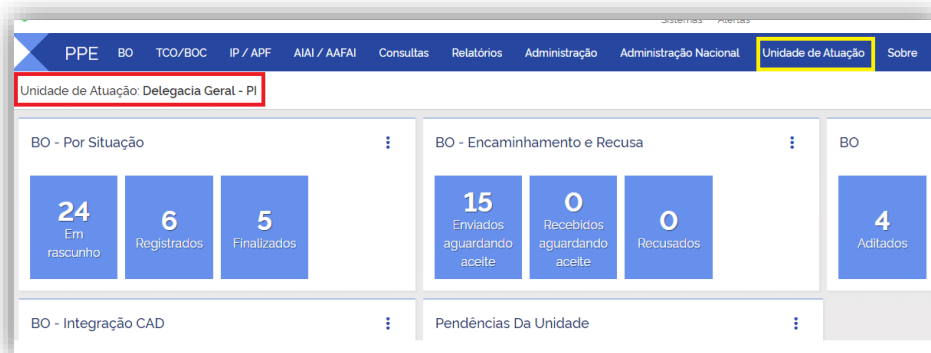 Sistemas Alertas
PPE BO TCO/BOC IP / APF AIAI / AAFAI Consultas Relatórios Administração Administração Nacional Unidade de Atuação Sobre
Unidade de Atuação: Delegacia Geral - PI
BO - Por Situação
24
Em
rascunho
6
Registrados
5
Finalizados
BO - Encaminhamento e Recusa
15
Enviados
aguardando
aceite
0
Recebidos
aguardando
aceite
0
Recusados
BO
4
Aditados
BO - Integração CAD
Pendências Da Unidade